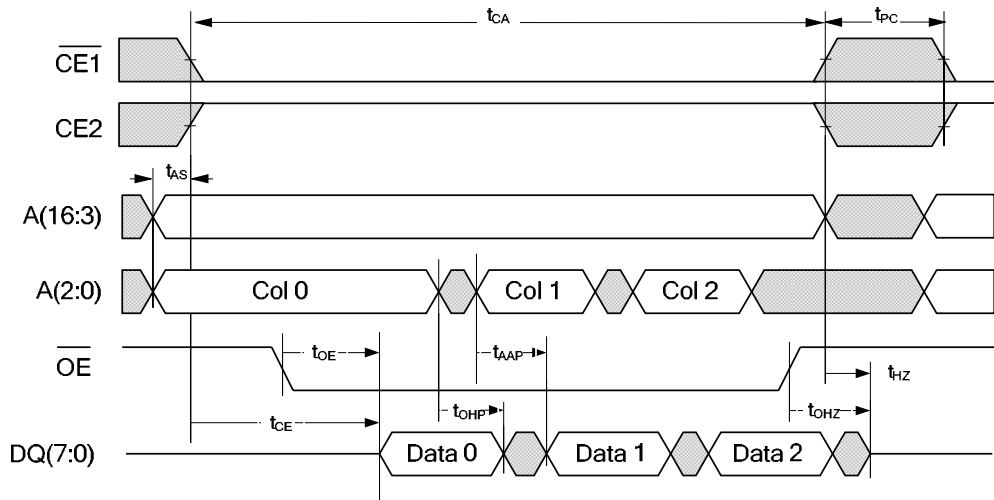 tCA
tPC
CE1
CE2
tAS
A(16:3)
A(2:0)
Col 0
Col 1
Col 2
OE
tOE
tAAP
tHZ
tCE
tOHP
tOHZ
DQ(7:0)
Data 0
Data 1
Data 2